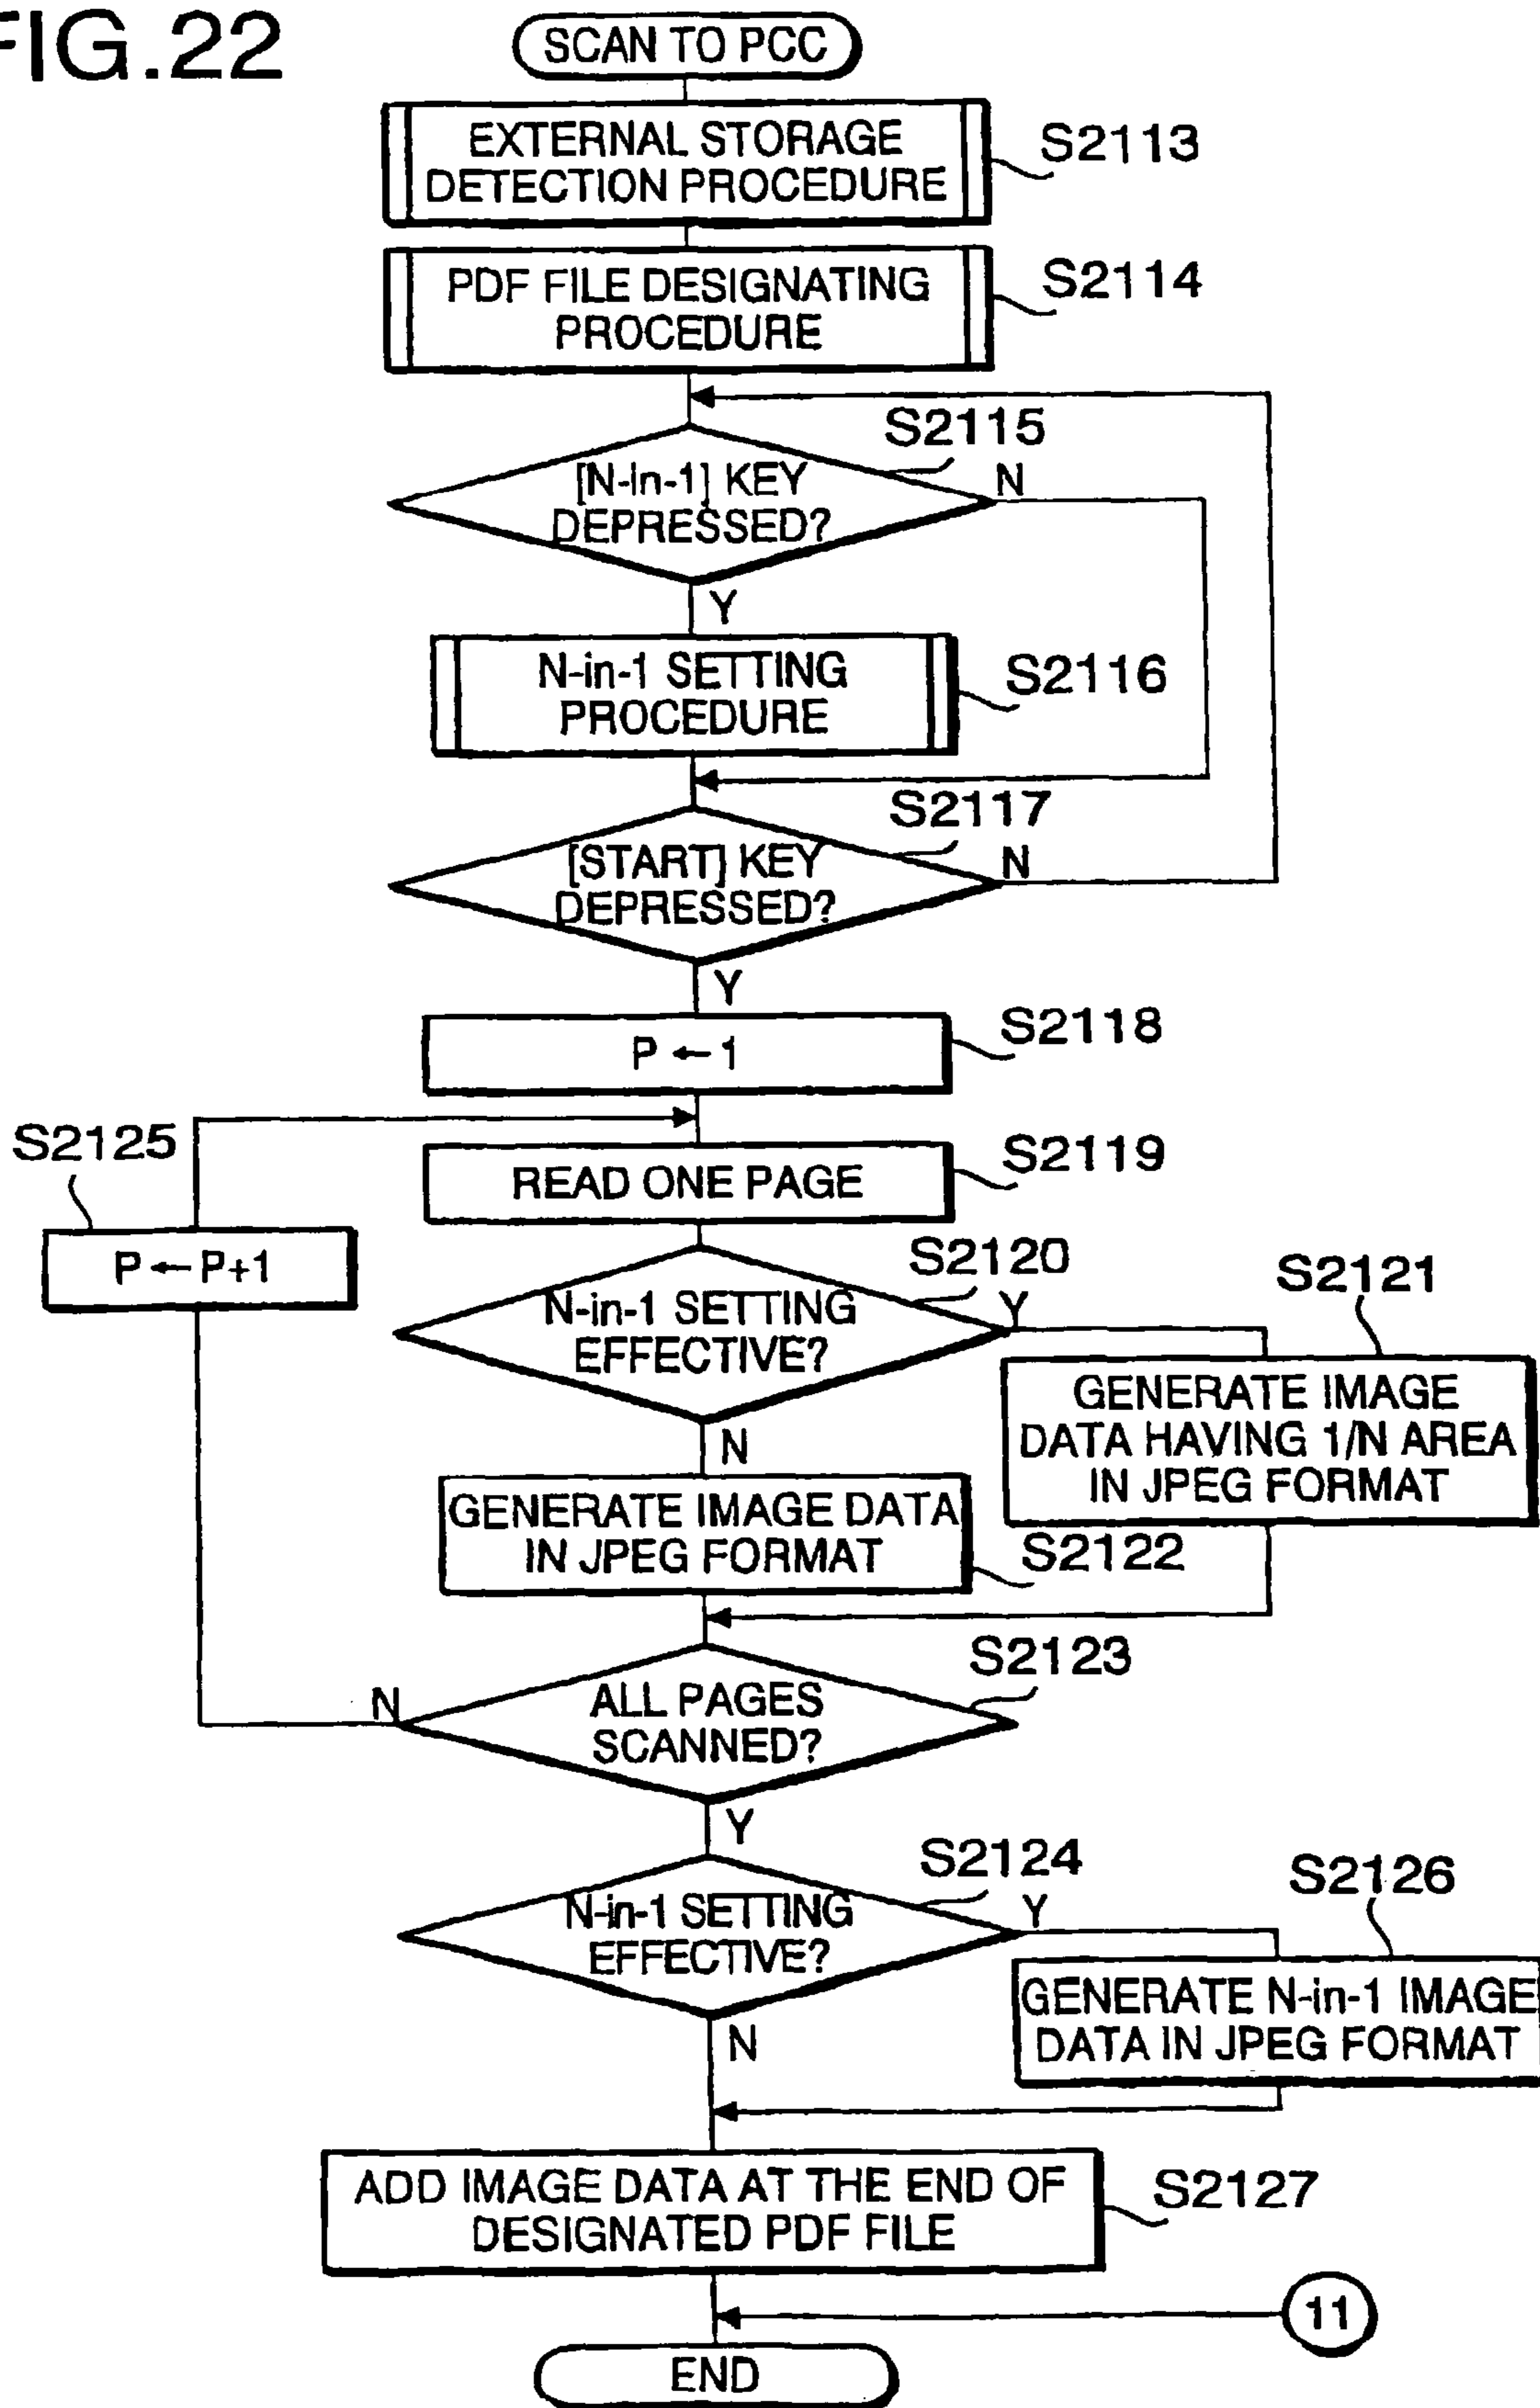 FIG.22
SCAN TO PCC
EXTERNAL STORAGE
DETECTION PROCEDURE
S2113
PDF FILE DESIGNATING
PROCEDURE
S2114
S2115
[N-in-1] KEY
DEPRESSED?
N
Y
N-in-1 SETTING
PROCEDURE
S2116
S2117
[START] KEY
DEPRESSED?
N
Y
P ← 1
S2118
S2125
P ← P+1
READ ONE PAGE
S2119
S2120
N-in-1 SETTING
EFFECTIVE?
Y
N
S2121
GENERATE IMAGE
DATA HAVING 1/N AREA
IN JPEG FORMAT
GENERATE IMAGE DATA
IN JPEG FORMAT
S2122
S2123
ALL PAGES
SCANNED?
N
Y
S2124
N-in-1 SETTING
EFFECTIVE?
Y
N
S2126
GENERATE N-in-1 IMAGE
DATA IN JPEG FORMAT
ADD IMAGE DATA AT THE END OF
DESIGNATED PDF FILE
S2127
11
END